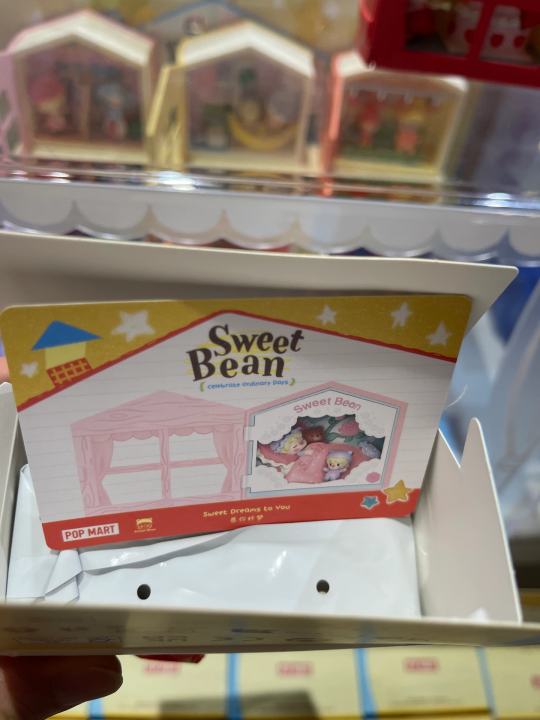 Sweet
Bean
{ Celebrate Ordinary Days }
Sweet Bean
Sweet Dreams to You
POP MART